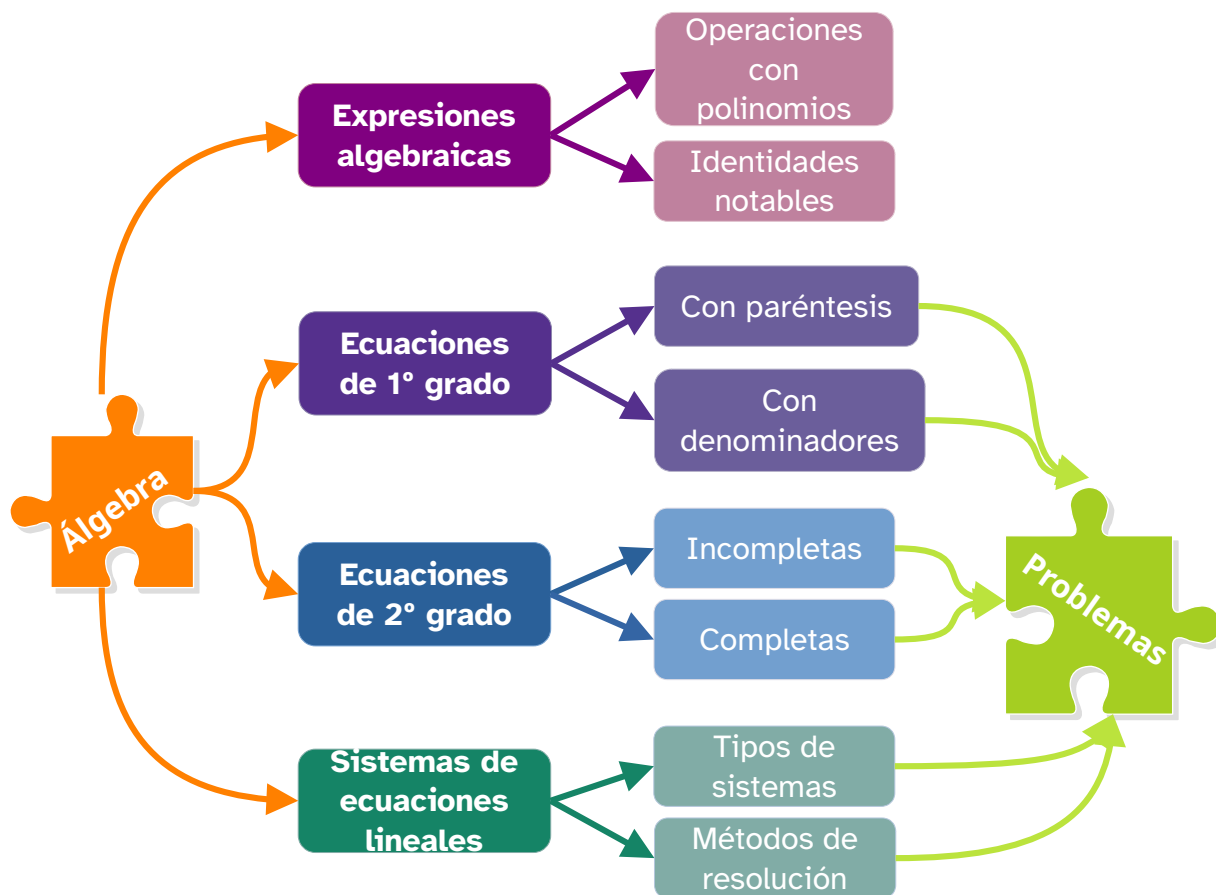 Operaciones
con
polinomios
Expresiones
algebraicas
Identidades
notables
Con paréntesis
Ecuaciones
de 1º grado
Con
denominadores
Álgebra
Incompletas
Ecuaciones
de 2º grado
Completas
Problemas
Tipos de
sistemas
Sistemas de
ecuaciones
lineales
Métodos de
resolución